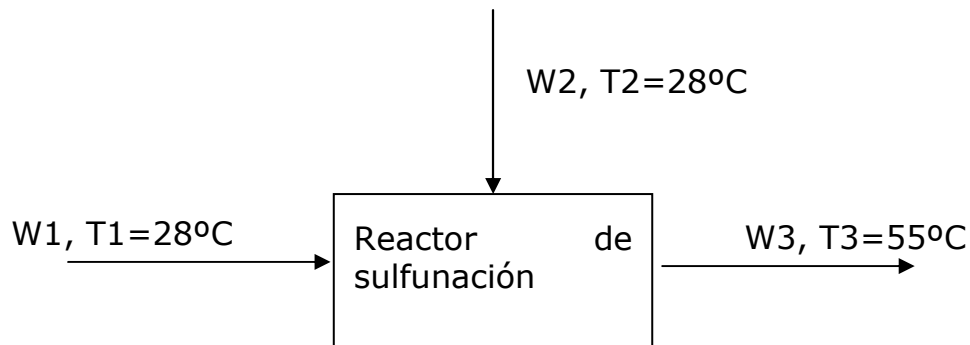 W2, T2=28ºC
W1, T1=28ºC
Reactor de
sulfunación
W3, T3=55ºC